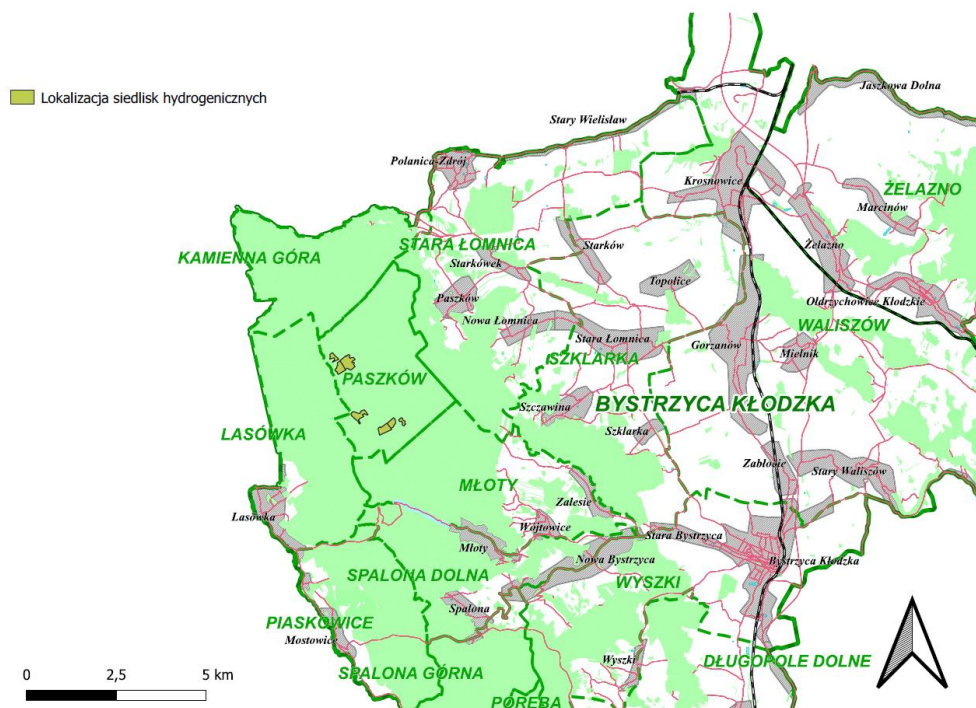 Lokalizacja siedlisk hydrogenicznych
Jaszkowa Dolna
Stary Wielisław
Polanica-Zdrój
Krosnowice
ŻELAZNO
Marcinów
KAMIENNA GÓRA
STARA ŁOMNICA
Starków
Żelazno
Starkówek
Topolice
Paszków
Ołdrzychowice Kłodzkie
Nowa Łomnica
WALISZÓW
Stara Łomnica
Gorzanów
Mielnik
SZKLARKA
PASZKÓW
Szczawina
BYSTRZYCA KŁODZKA
LASÓWKA
Szklarka
Zabłocie
Stary Waliszów
MŁOTY
Zalesie
Lasówka
Wójtowice
Stara Bystrzyca
Młoty
Nowa Bystrzyca
Bystrzyca Kłodzka
SPALONA DOLNA
WYSZKI
Spalona
PIASKOWICE
Mostowice
Wyszki
DŁUGOPOLE DOLNE
SPALONA GÓRNA
0 2,5 5 km
PORĘBA